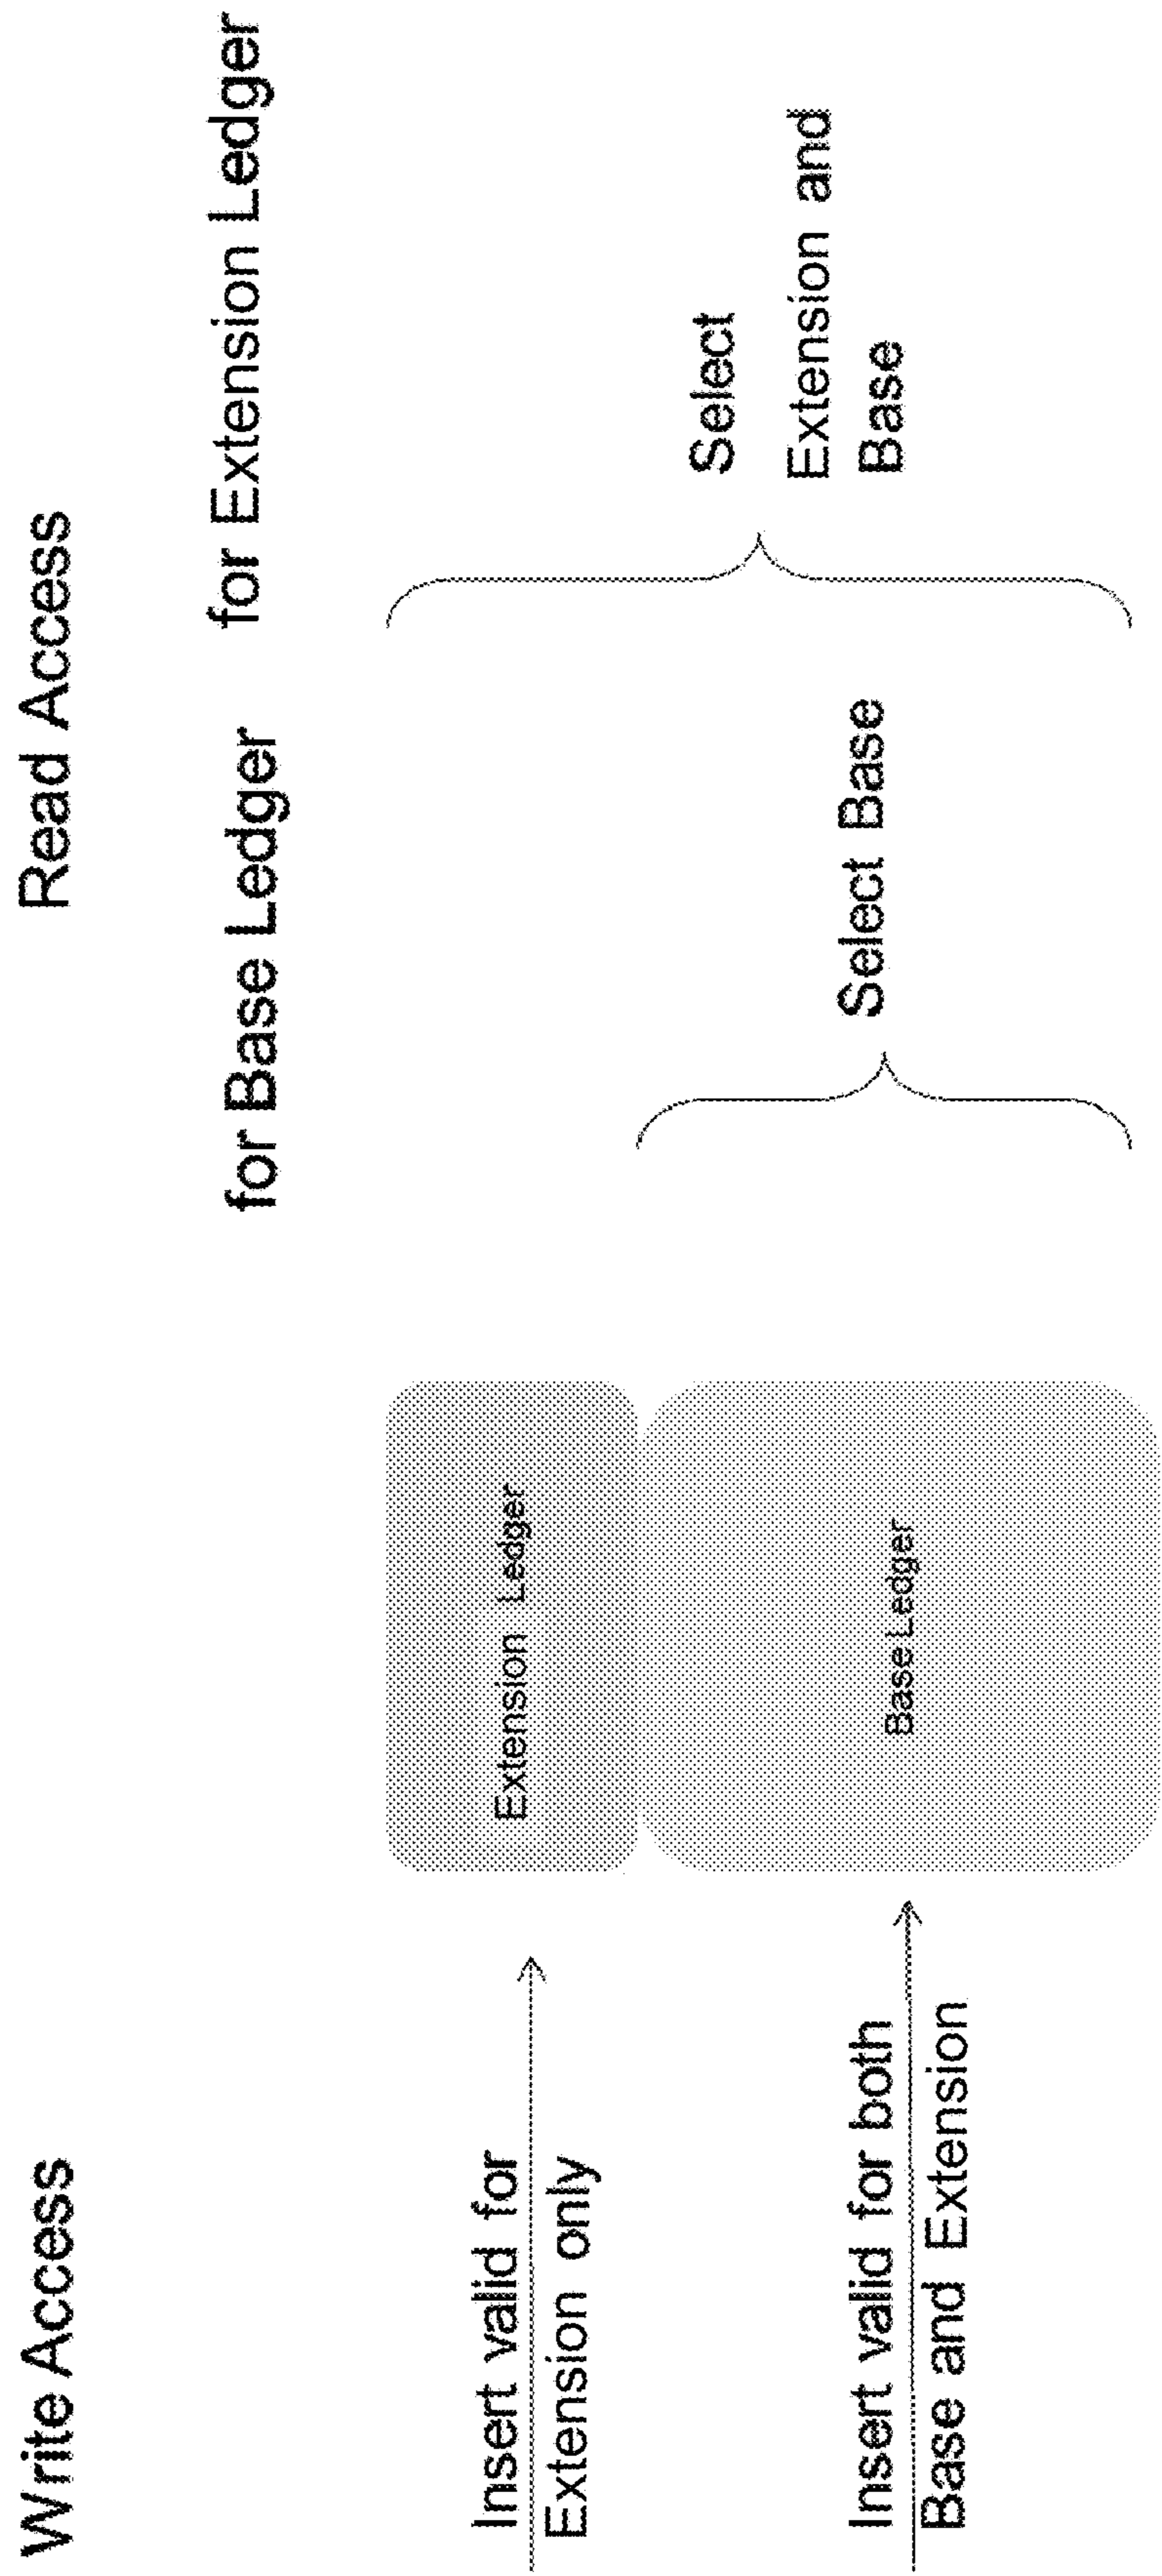 Write Access
Read Access
for Base Ledger
for Extension Ledger
Insert valid for
Extension only
Extension Ledger
Select
Extension and
Base
Insert valid for both
Base and Extension
Base Ledger
Select Base